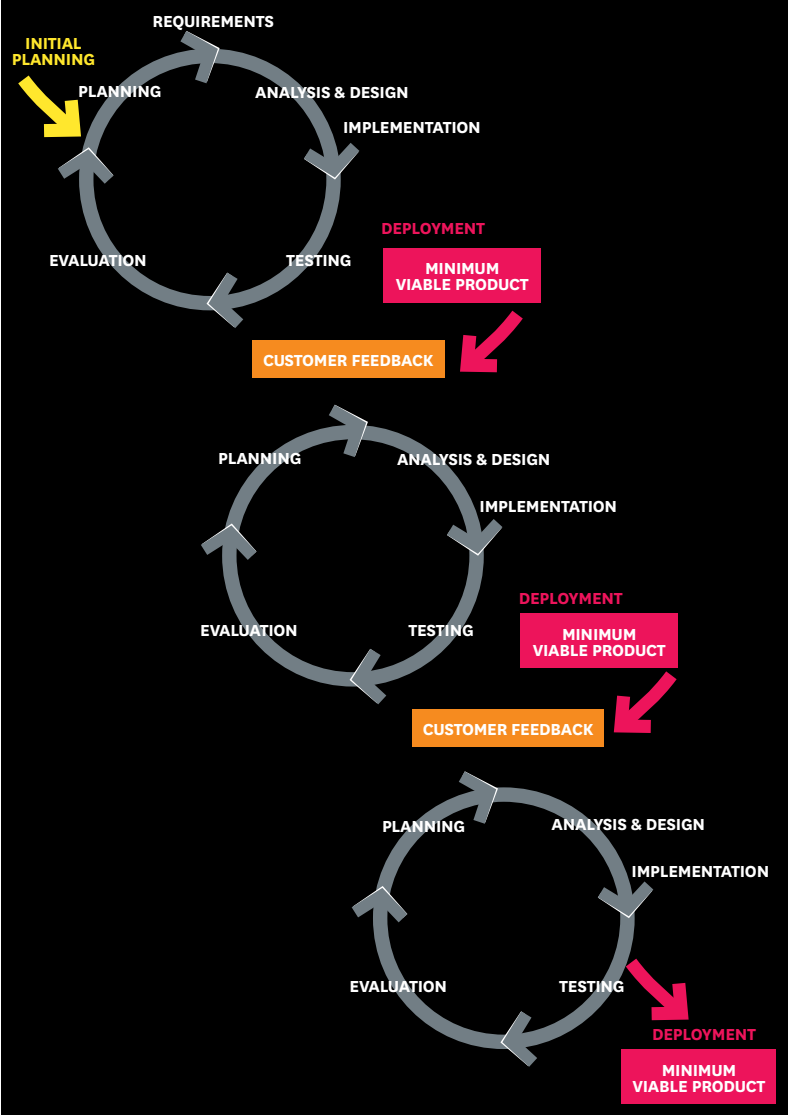 REQUIREMENTS
INITIAL
PLANNING
PLANNING
ANALYSIS & DESIGN
IMPLEMENTATION
EVALUATION
TESTING
DEPLOYMENT
MINIMUM
VIABLE PRODUCT
CUSTOMER FEEDBACK
PLANNING
ANALYSIS & DESIGN
IMPLEMENTATION
EVALUATION
TESTING
DEPLOYMENT
MINIMUM
VIABLE PRODUCT
CUSTOMER FEEDBACK
PLANNING
ANALYSIS & DESIGN
IMPLEMENTATION
EVALUATION
TESTING
DEPLOYMENT
MINIMUM
VIABLE PRODUCT